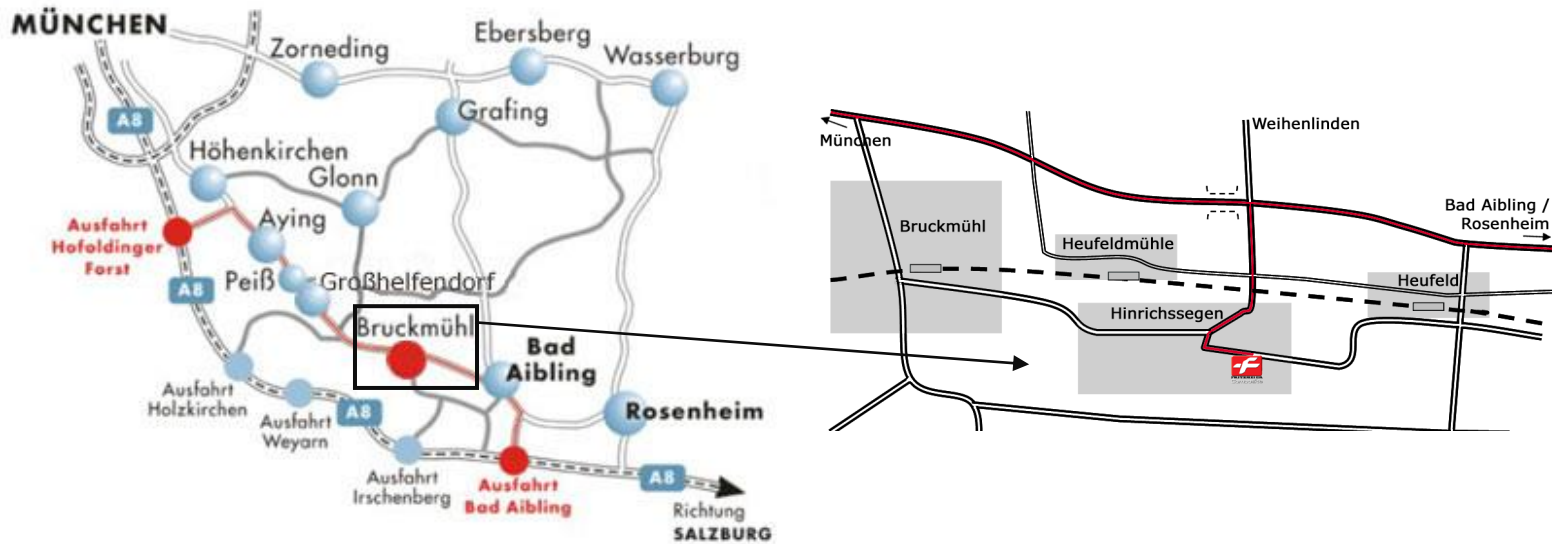 MÜNCHEN
Zorneding
Ebersberg
Wasserburg
A8
Grafing
Höhenkirchen
Glonn
Ausfahrt
Hofoldinger
Forst
Aying
A8
Peiß
Großhelfendorf
Bruckmühl
Bad
Aibling
Ausfahrt
Holzkirchen
Ausfahrt
Weyarn
A8
Rosenheim
Ausfahrt
Irschenberg
Ausfahrt
Bad Aibling
A8
Richtung
SALZBURG
München
Weihenlinden
Bruckmühl
Heufeldmühle
Bad Aibling /
Rosenheim
Heufeld
Hinrichssegen